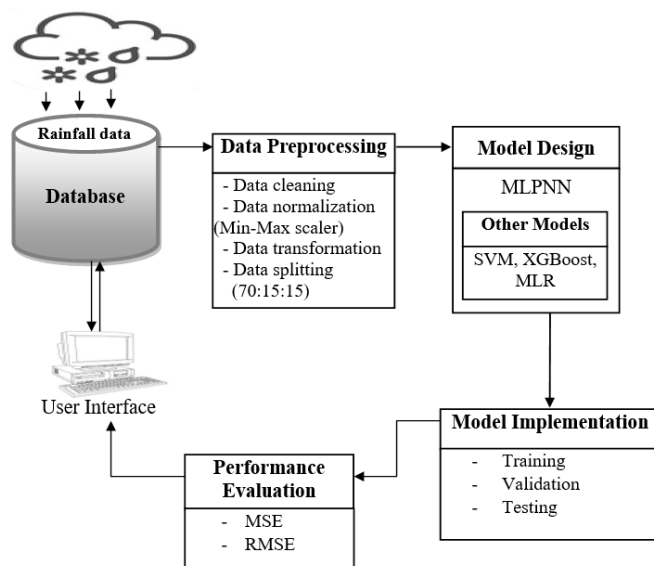 Rainfall data
Database
Data Preprocessing
- Data cleaning
- Data normalization
(Min-Max scaler)
- Data transformation
- Data splitting
(70:15:15)
Model Design
MLPNN
Other Models
SVM, XGBoost,
MLR
User Interface
Model Implementation
- Training
- Validation
- Testing
Performance
Evaluation
- MSE
- RMSE